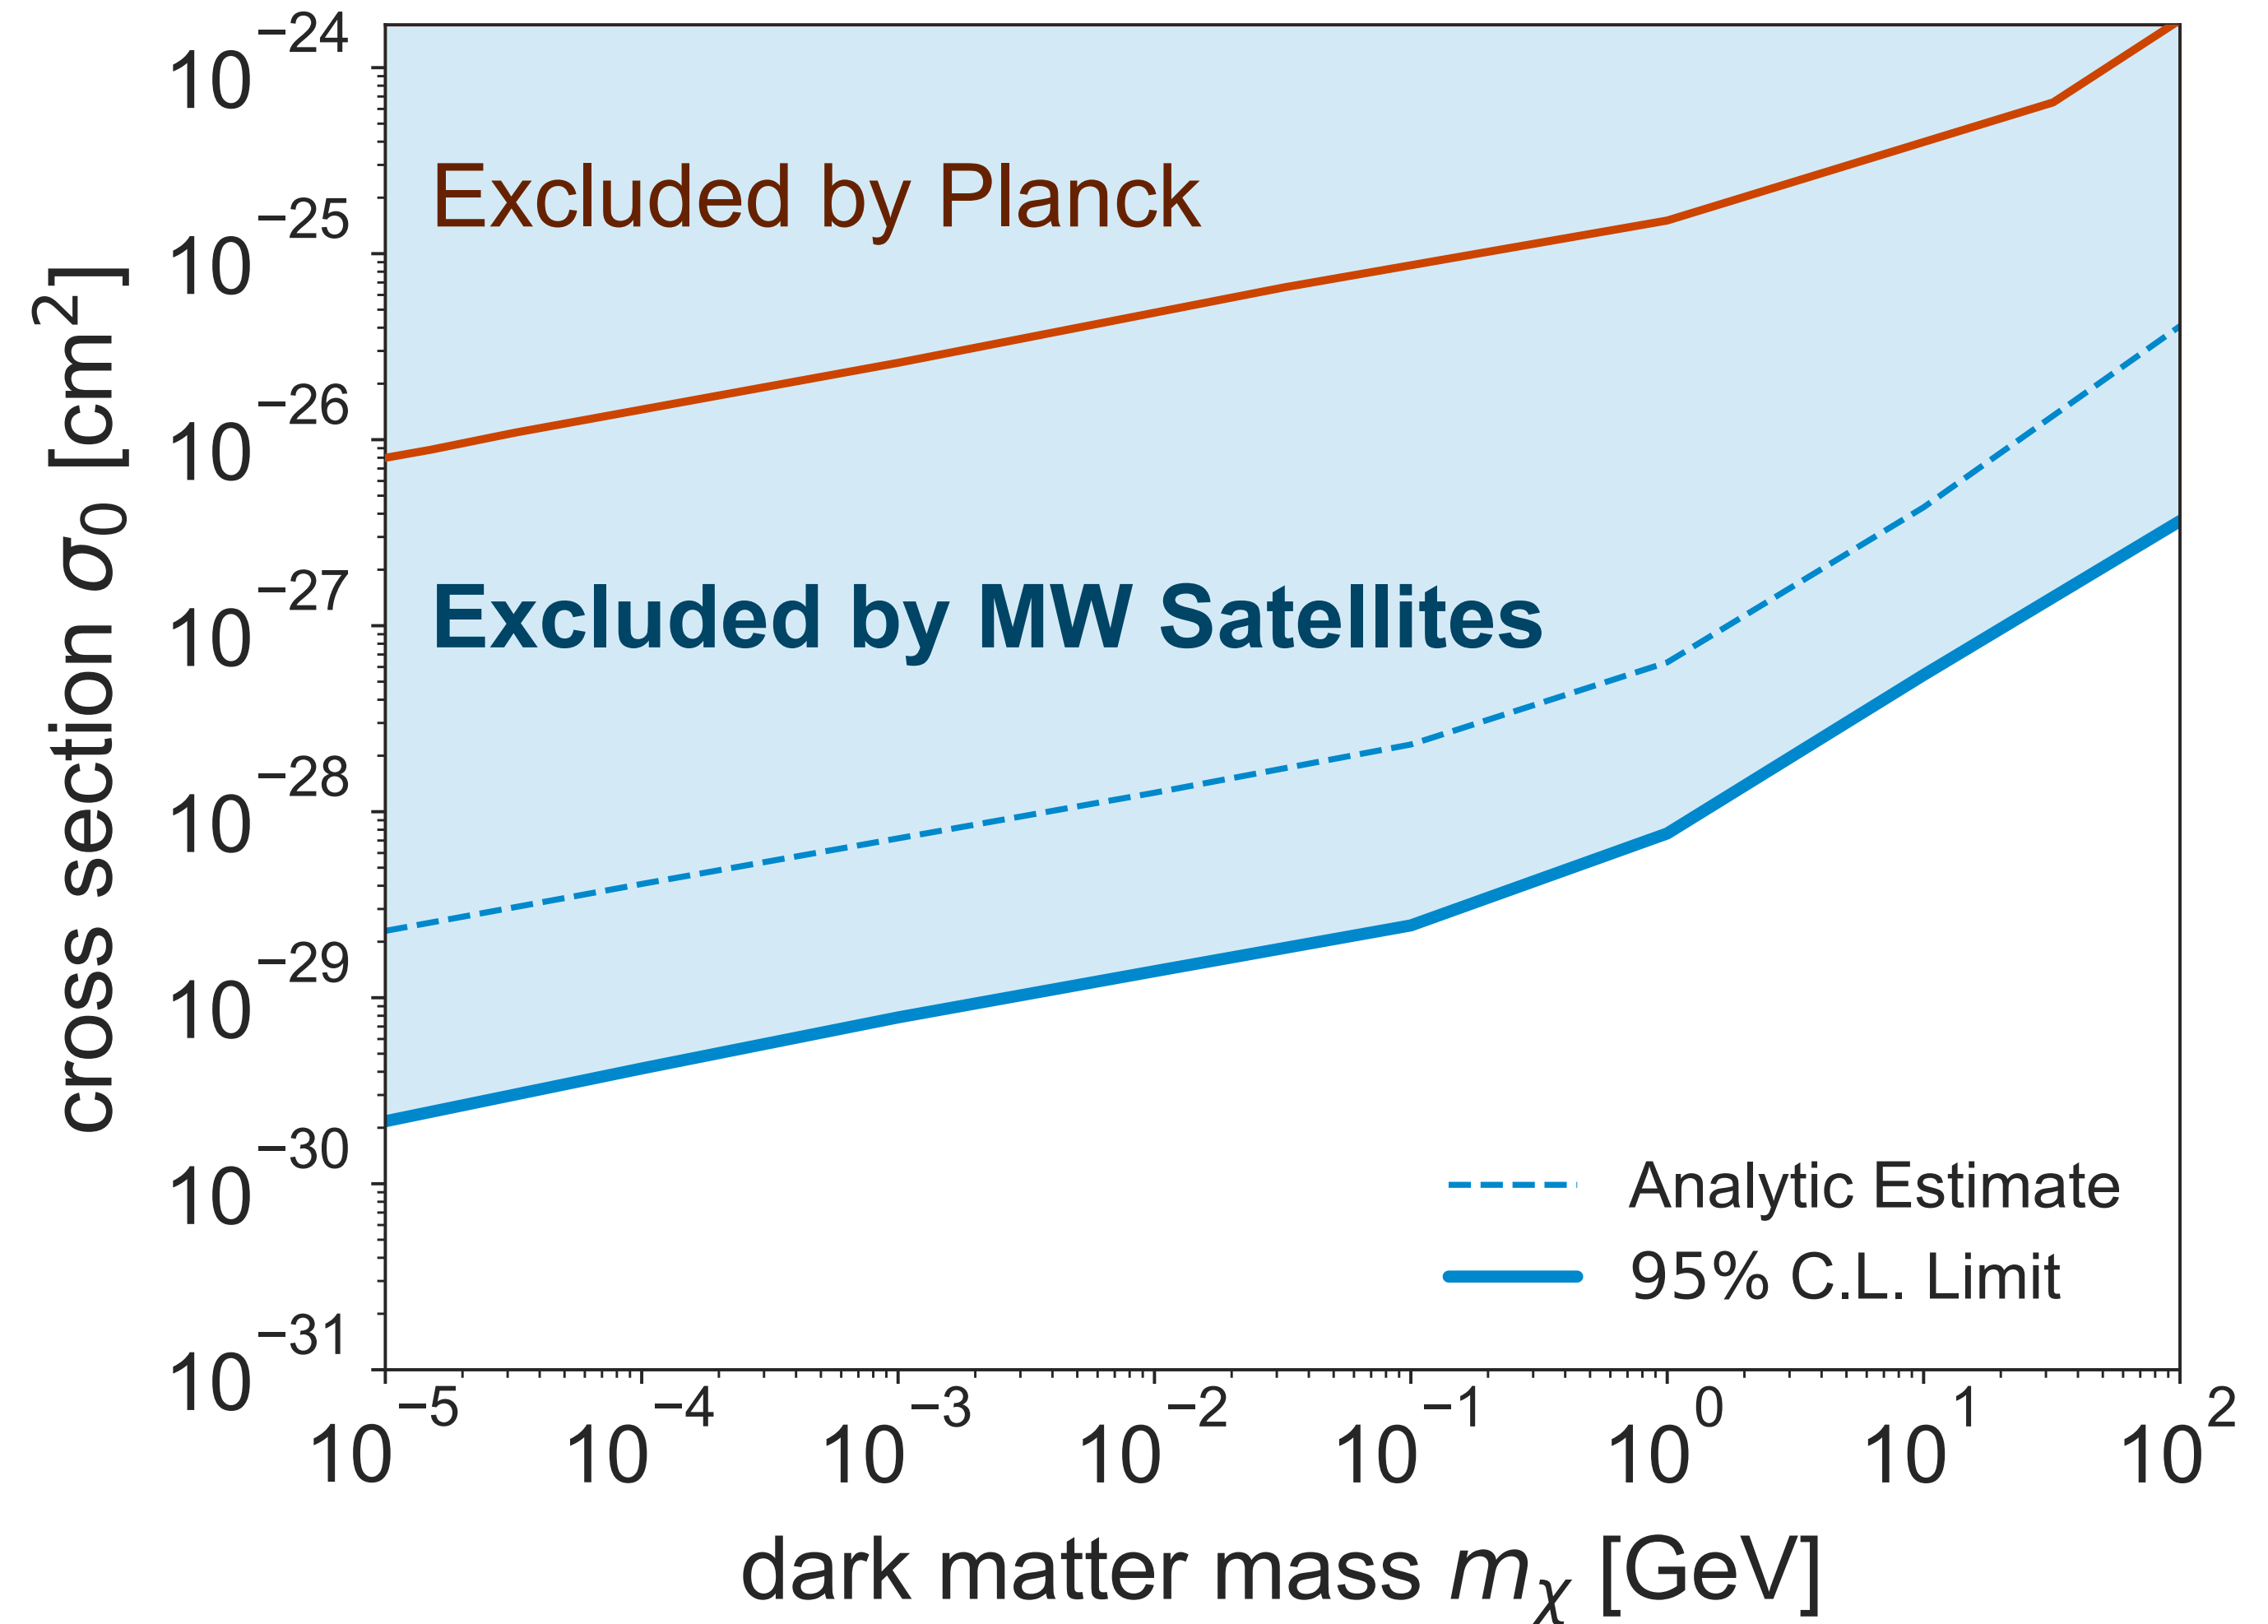 10⁻²⁴
10⁻²⁵
10⁻²⁶
10⁻²⁷
10⁻²⁸
10⁻²⁹
10⁻³⁰
10⁻³¹
cross section σ₀ [cm²]
Excluded by Planck
Excluded by MW Satellites
Analytic Estimate
95% C.L. Limit
10⁻⁵ 10⁻⁴ 10⁻³ 10⁻² 10⁻¹ 10⁰ 10¹ 10²
dark matter mass mᵪ [GeV]